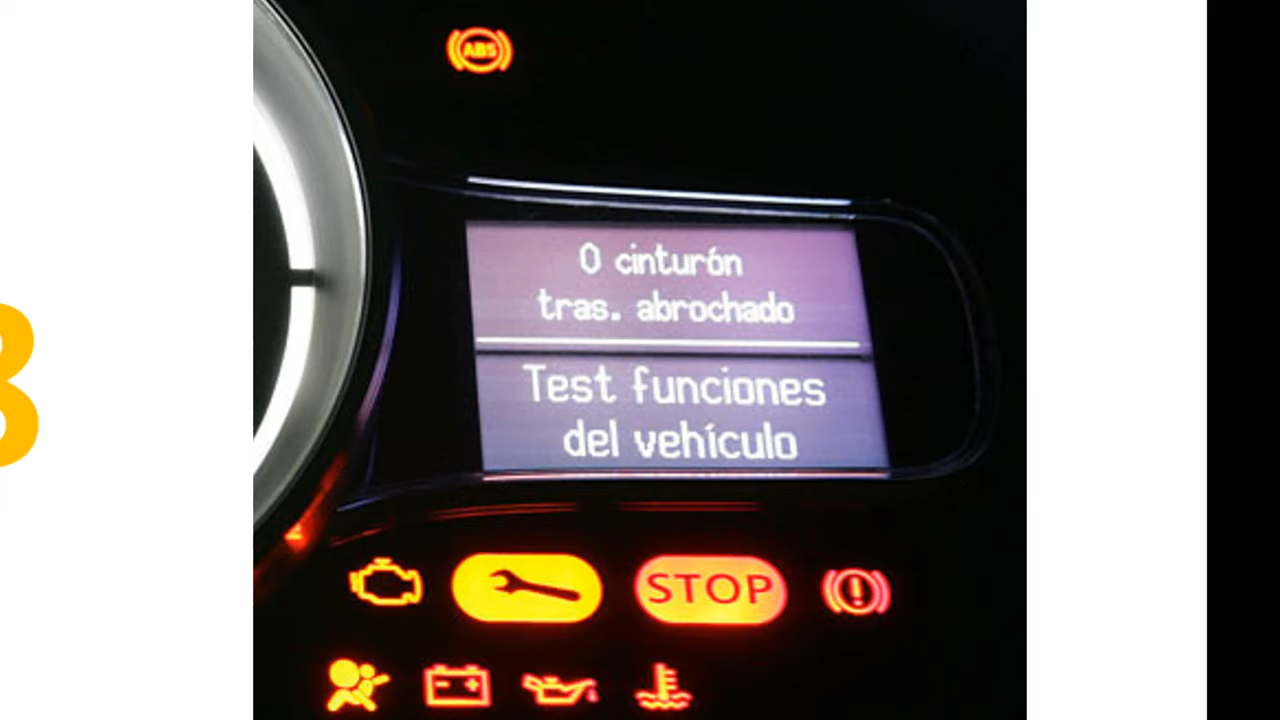 ABS
0 cinturón
tras. abrochado
Test funciones
del vehículo
STOP